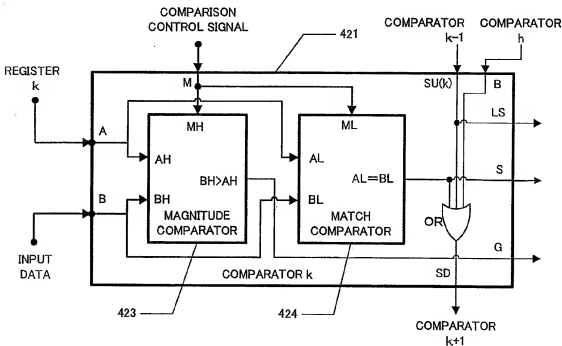 COMPARISON
CONTROL SIGNAL
421
COMPARATOR
k-1
COMPARATOR
h
REGISTER
k
M
SU(k)
B
LS
A
MH
ML
AH
AL
BH>AH
AL=BL
S
B
BH
BL
MAGNITUDE
COMPARATOR
MATCH
COMPARATOR
OR
G
INPUT
DATA
COMPARATOR k
SD
423
424
COMPARATOR
k+1